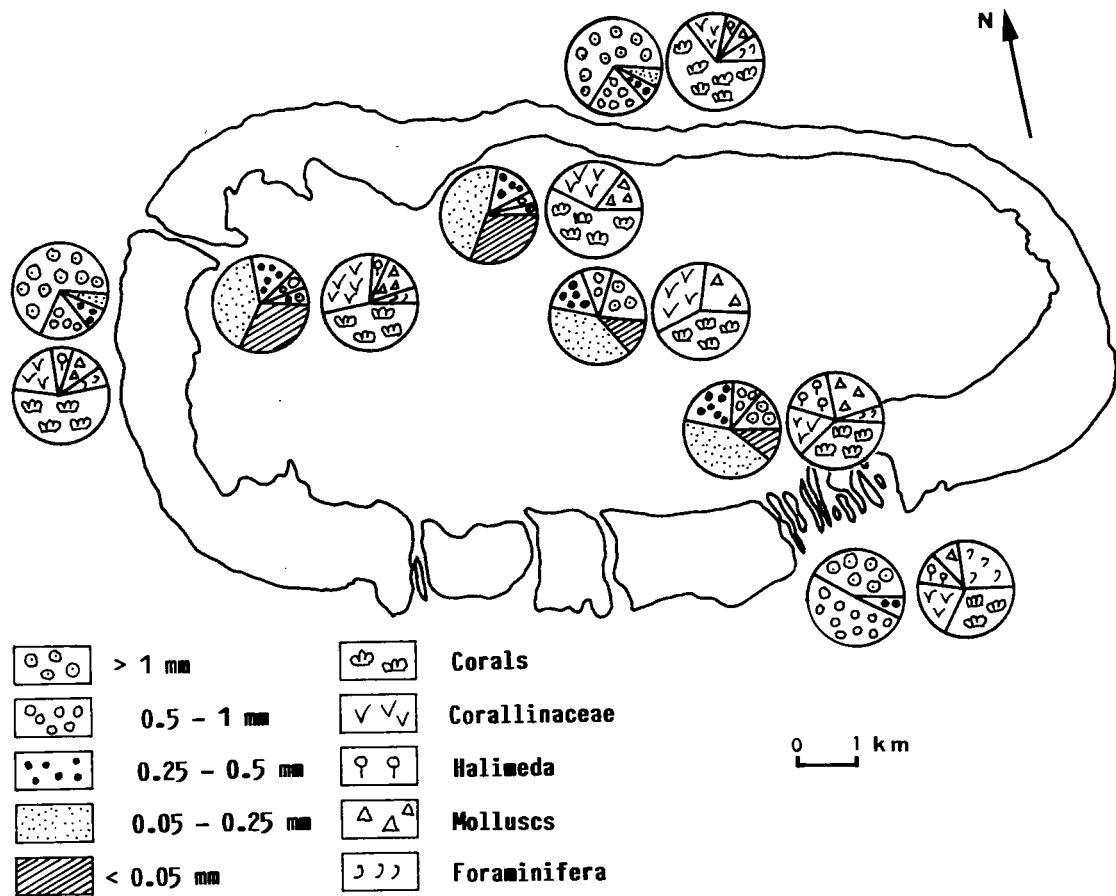 N
> 1 mm
0.5 - 1 mm
0.25 - 0.5 mm
0.05 - 0.25 mm
< 0.05 mm
Corals
Corallinaceae
Halimeda
Molluscs
Foraminifera
0 1 km